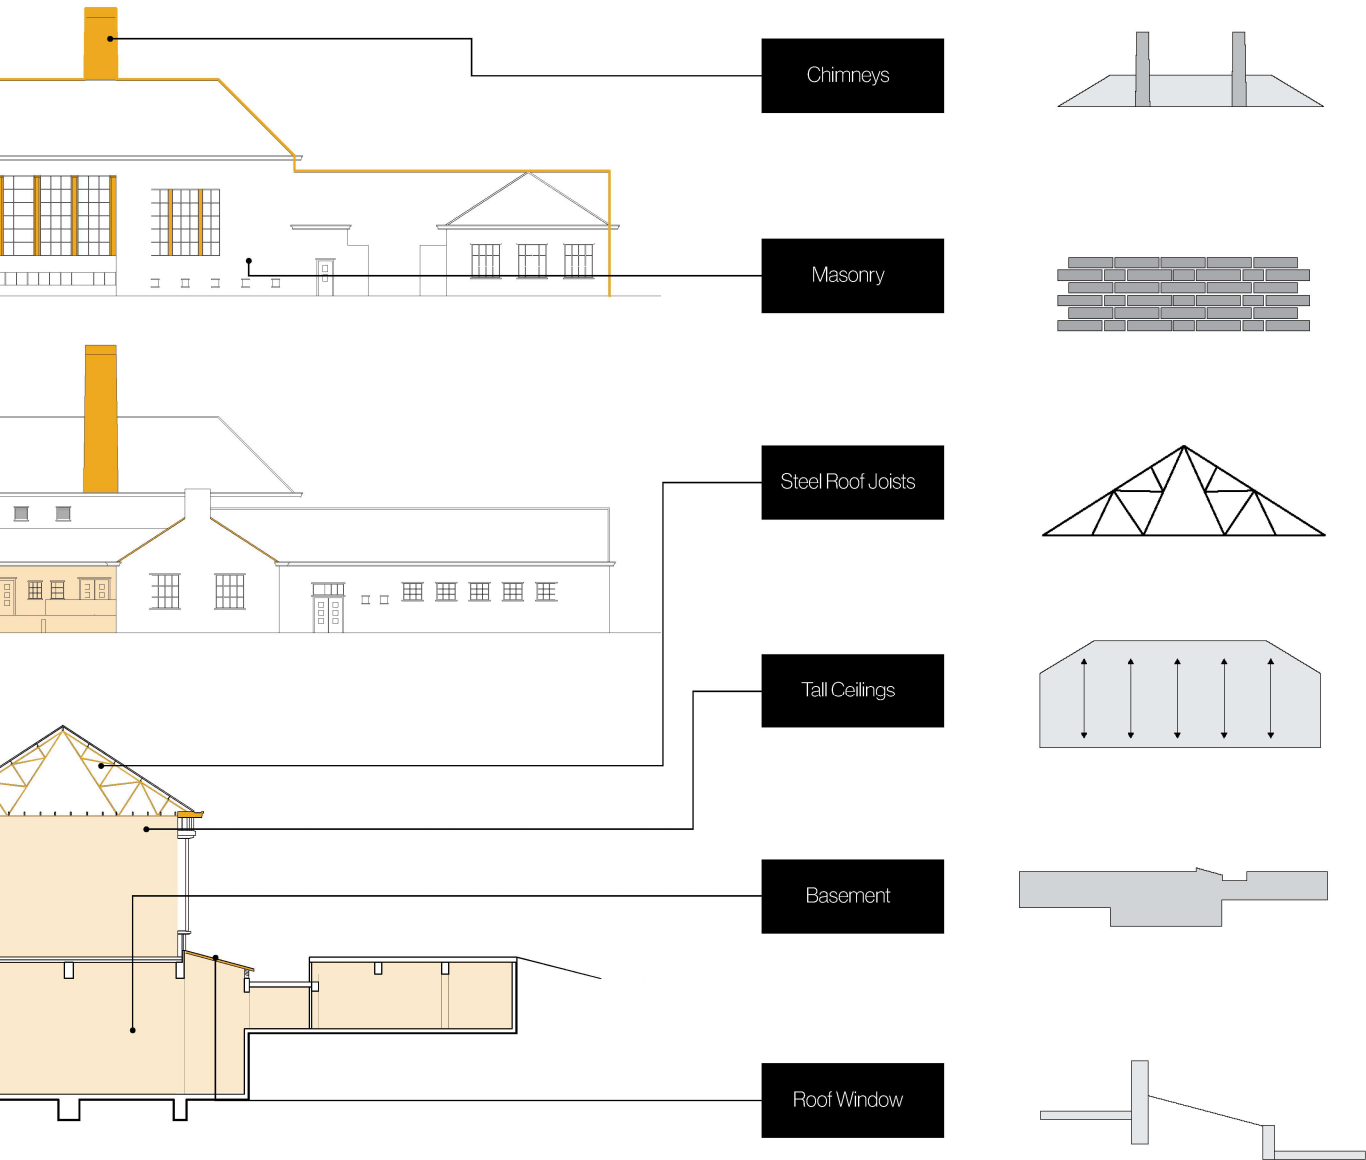 Chimneys
Masonry
Steel Roof Joists
Tall Ceilings
Basement
Roof Window